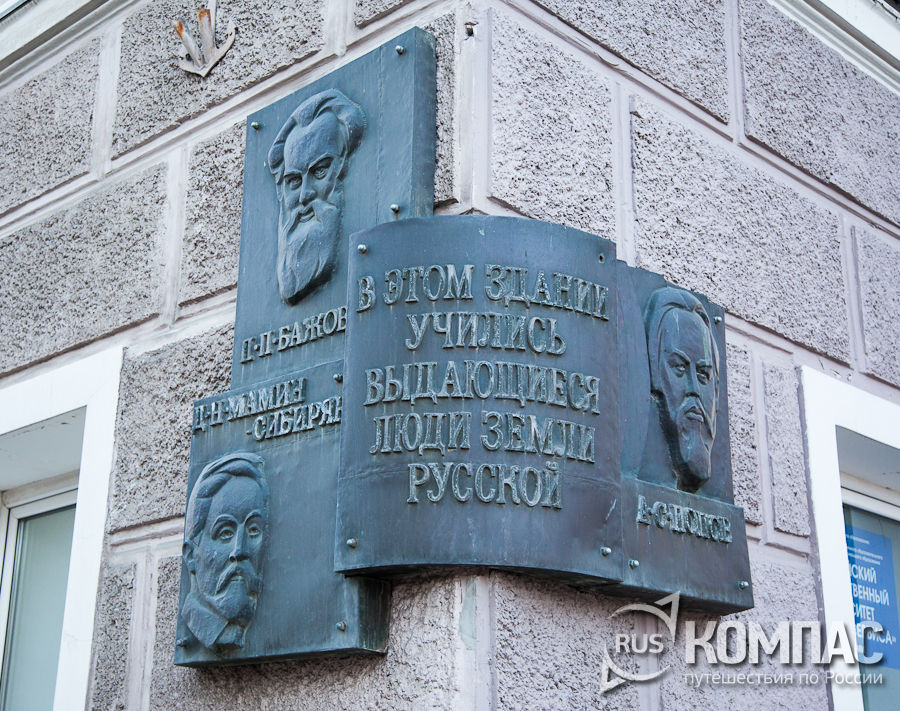 П·П·БАЖОВ
Д·Н·МАМИН
-СИБИРЯК
В ЭТОМ ЗДАНИИ
УЧИЛИСЬ
ВЫДАЮЩИЕСЯ
ЛЮДИ ЗЕМЛИ
РУССКОЙ
А·С·ПОПОВ
RUS КОМПАС
путешествия по России